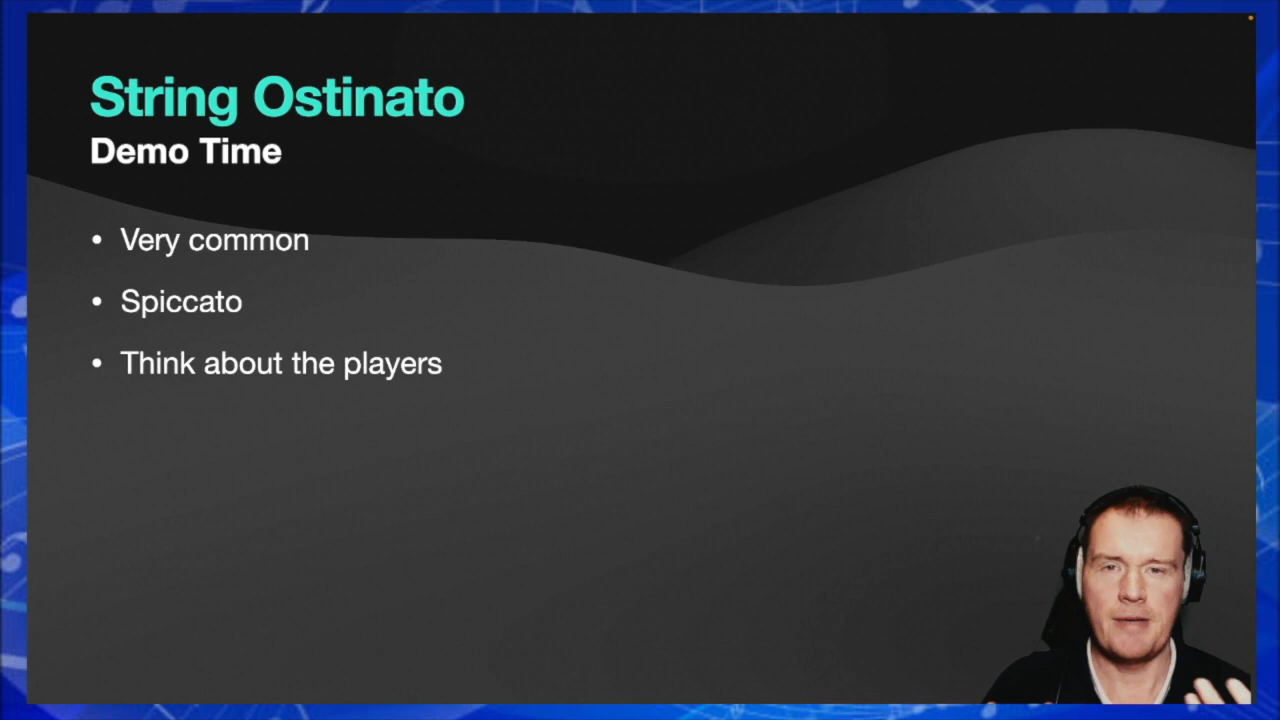 String Ostinato
Demo Time
• Very common
• Spiccato
• Think about the players